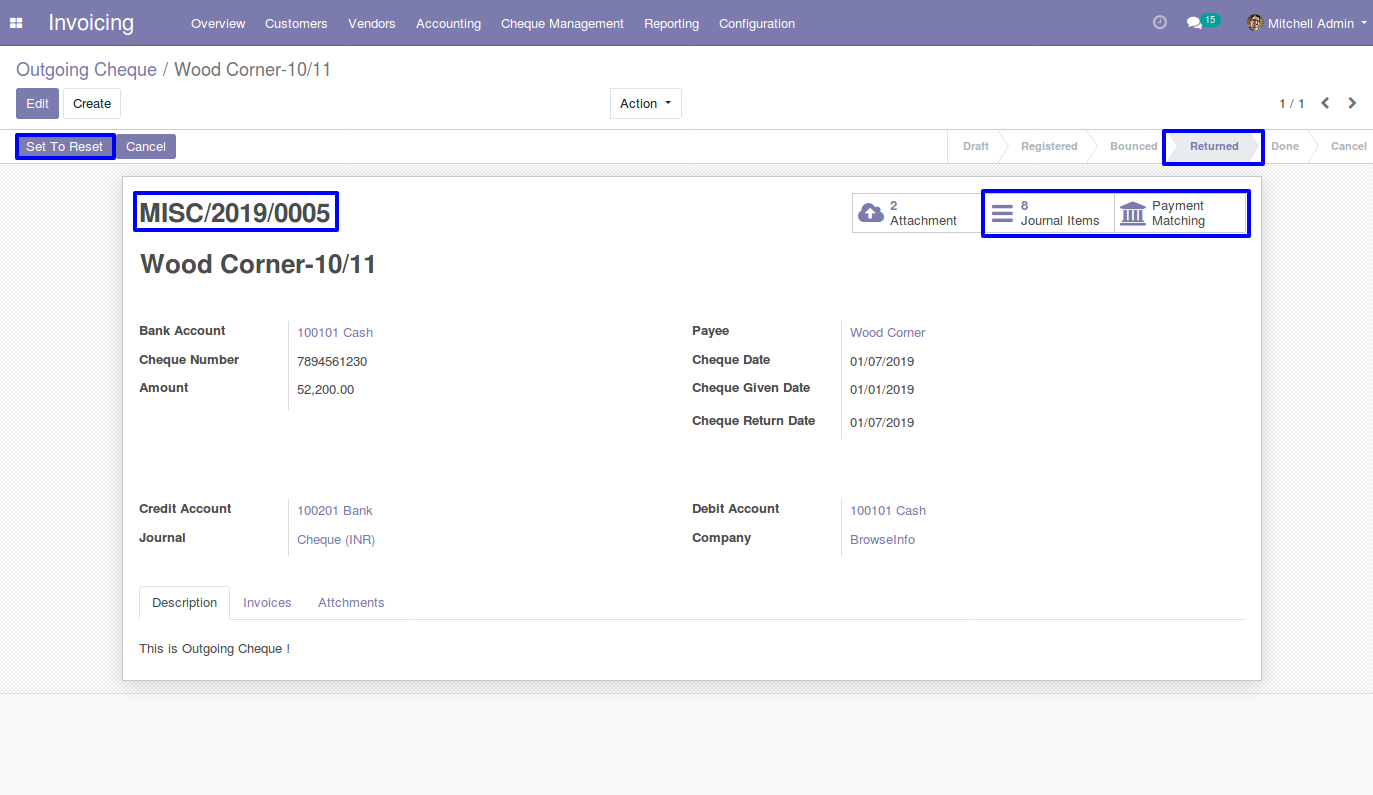 Invoicing Overview Customers Vendors Accounting Cheque Management Reporting Configuration 15 Mitchell Admin
Outgoing Cheque / Wood Corner-10/11
Edit Create Action 1 / 1
Set To Reset Cancel Draft Registered Bounced Returned Done Cancel
MISC/2019/0005
2 Attachment
8 Journal Items
Payment Matching
Wood Corner-10/11
Bank Account 100101 Cash
Cheque Number 7894561230
Amount 52,200.00
Payee Wood Corner
Cheque Date 01/07/2019
Cheque Given Date 01/01/2019
Cheque Return Date 01/07/2019
Credit Account 100201 Bank
Journal Cheque (INR)
Debit Account 100101 Cash
Company BrowseInfo
Description Invoices Attchments
This is Outgoing Cheque !